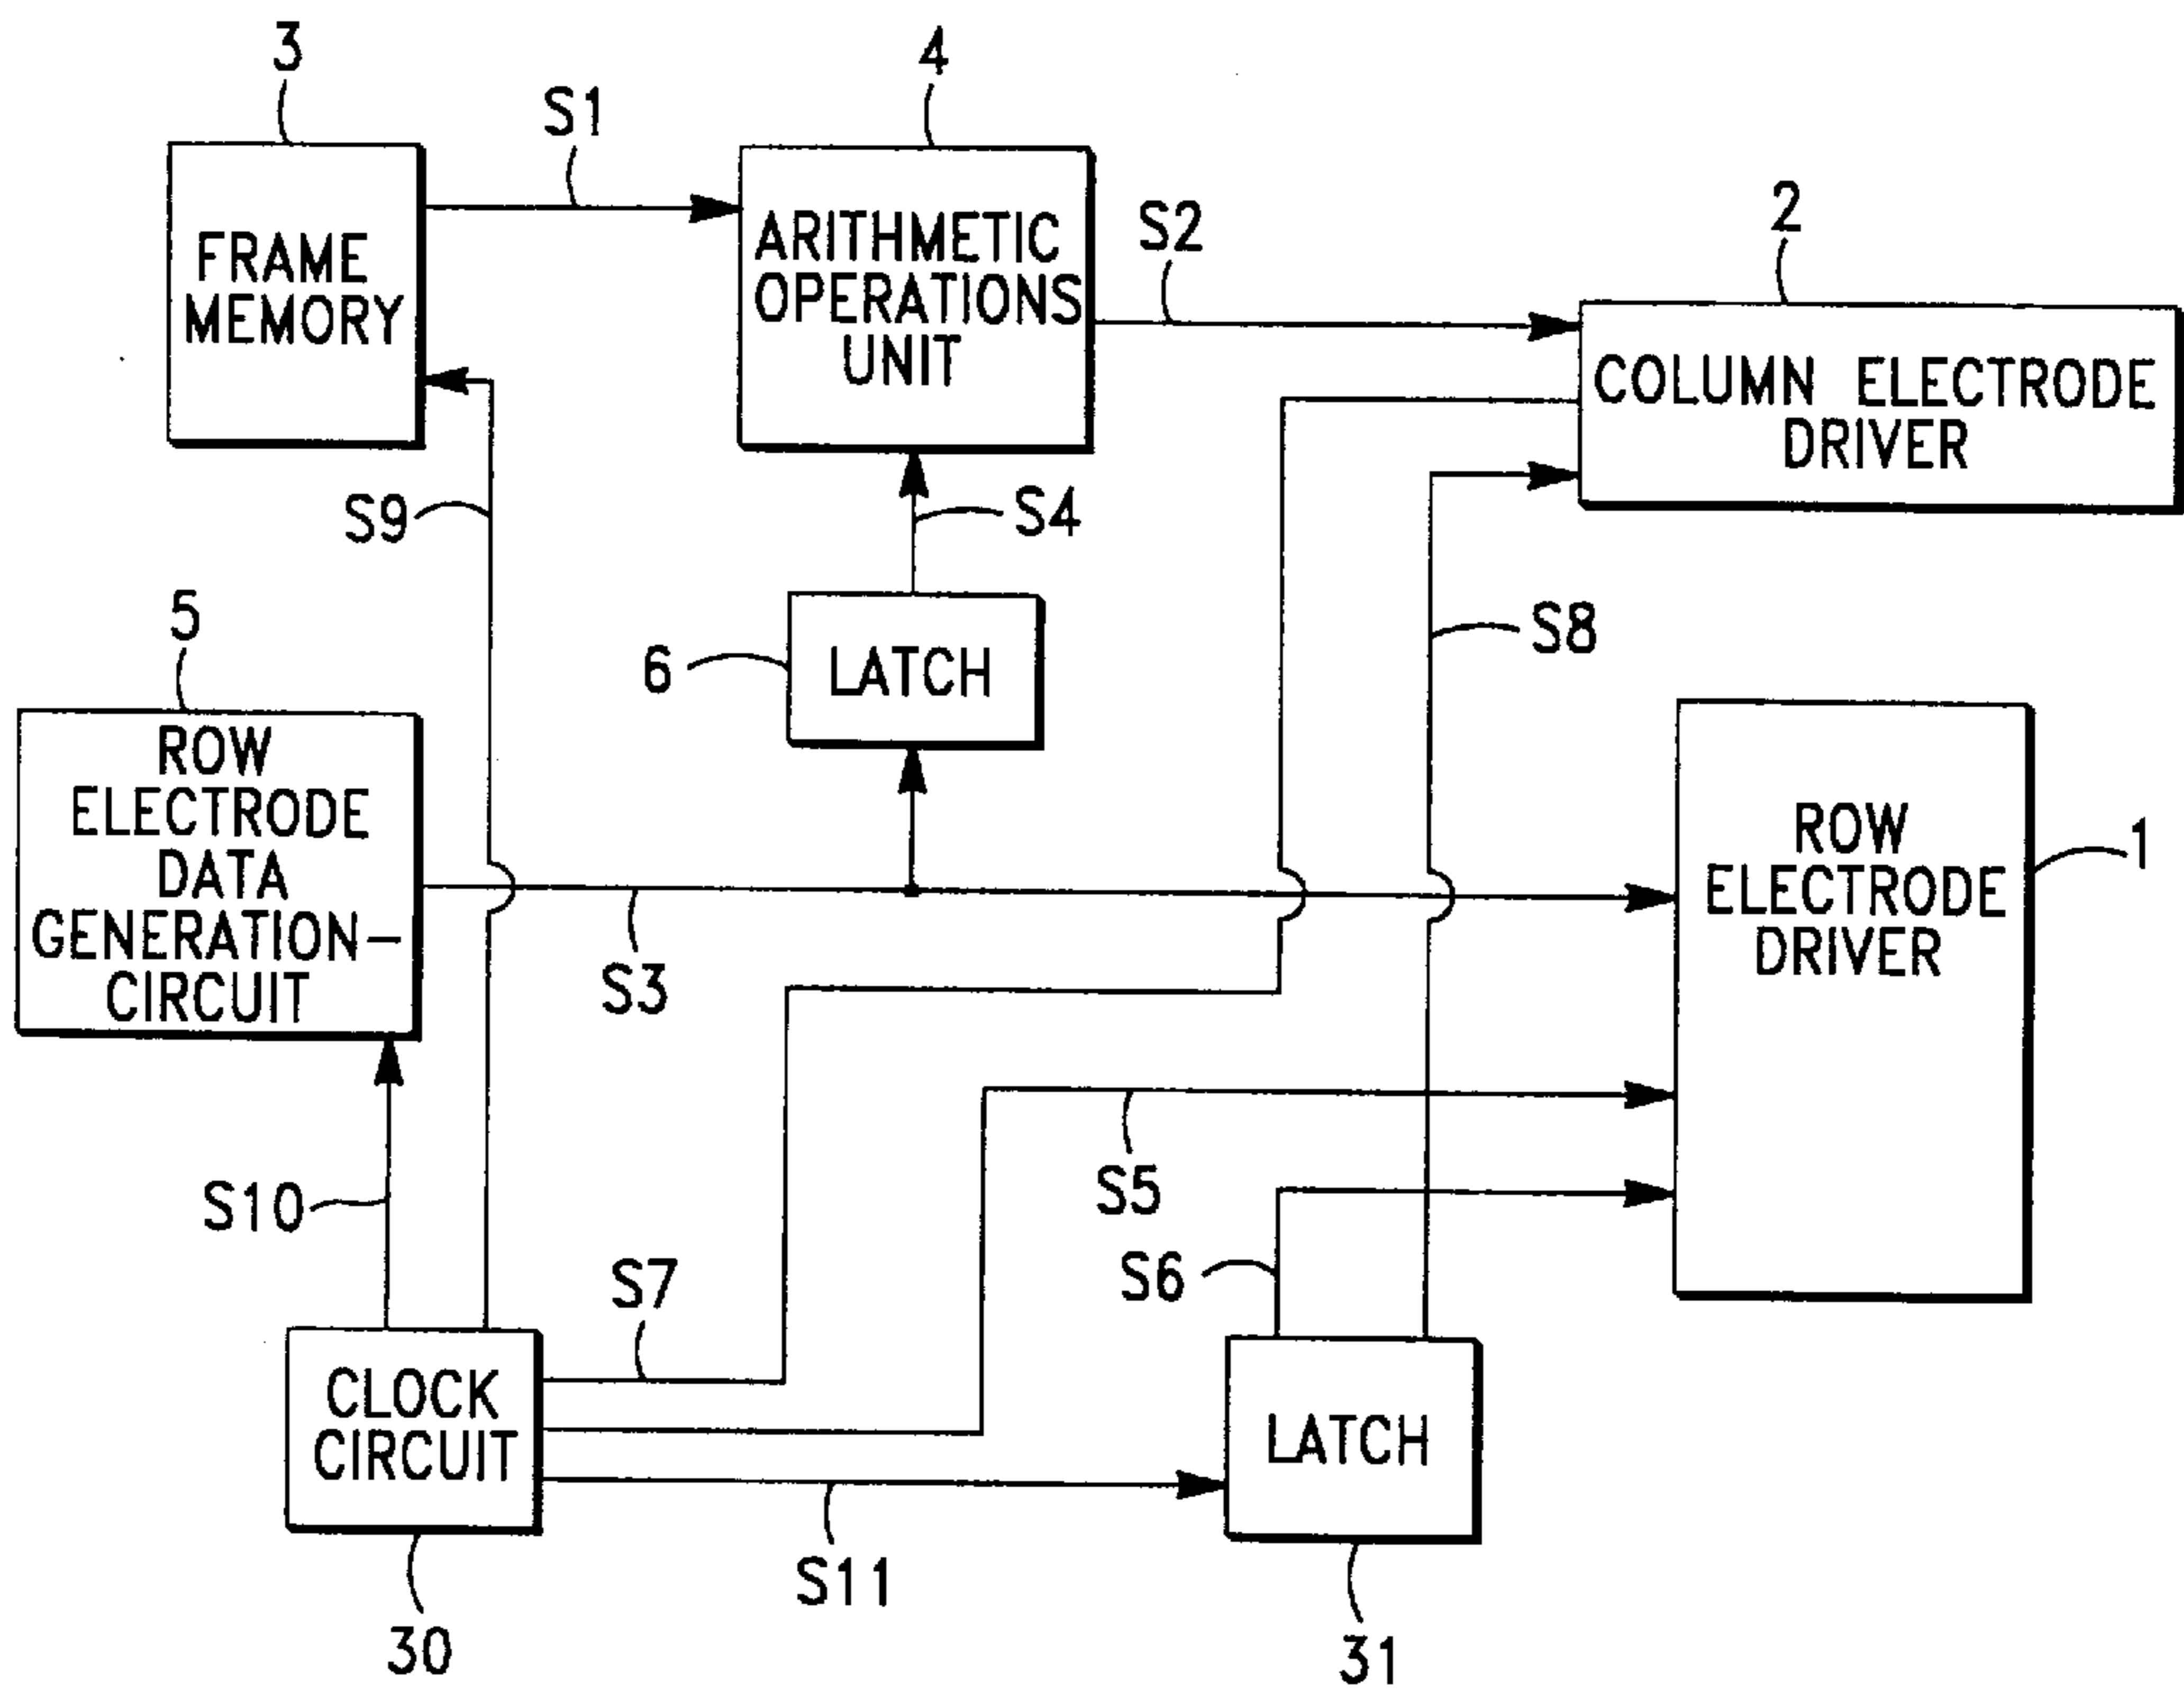 3
S1
4
FRAME
MEMORY
ARITHMETIC
OPERATIONS
UNIT
S2
2
COLUMN ELECTRODE
DRIVER
S9
S4
5
6
LATCH
S8
ROW
ELECTRODE
DATA
GENERATION-
CIRCUIT
S3
ROW
ELECTRODE
DRIVER
1
S10
S7
S5
S6
CLOCK
CIRCUIT
LATCH
S11
30
31